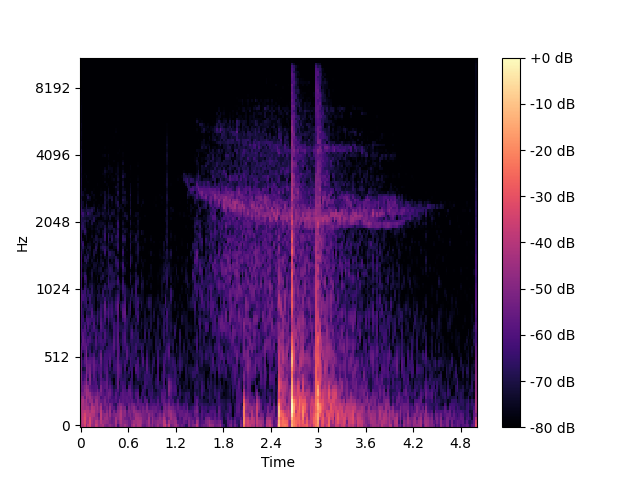 8192
4096
2048
1024
512
0
Hz
0 0.6 1.2 1.8 2.4 3 3.6 4.2 4.8
Time
+0 dB
-10 dB
-20 dB
-30 dB
-40 dB
-50 dB
-60 dB
-70 dB
-80 dB